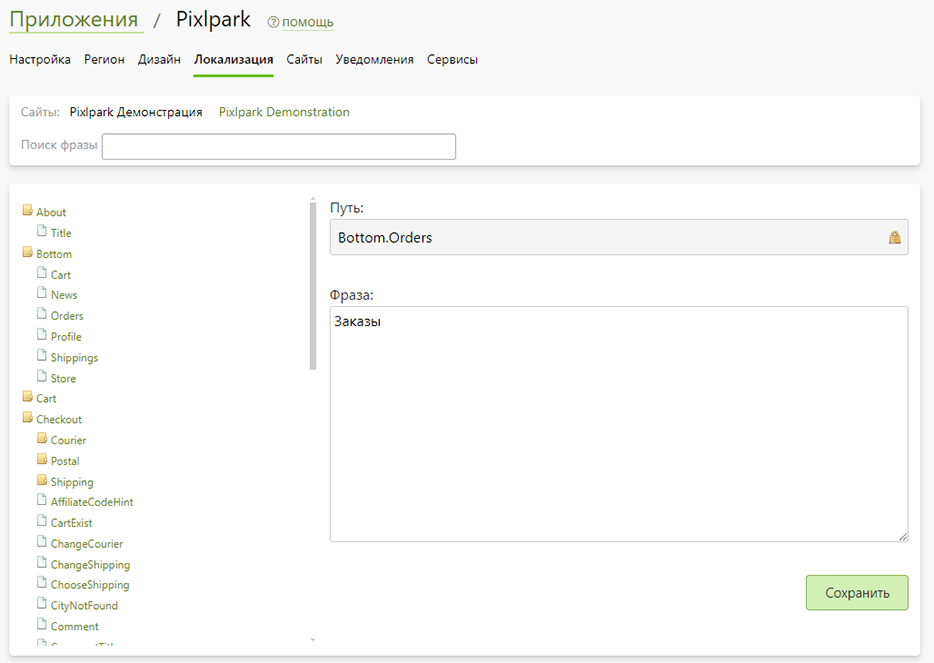 Приложения / Pixlpark ? помощь
Настройка Регион Дизайн Локализация Сайты Уведомления Сервисы
Сайты: Pixlpark Демонстрация Pixlpark Demonstration
Поиск фразы
About
Title
Bottom
Cart
News
Orders
Profile
Shippings
Store
Cart
Checkout
Courier
Postal
Shipping
AffiliateCodeHint
CartExist
ChangeCourier
ChangeShipping
ChooseShipping
CityNotFound
Comment
Путь:
Bottom.Orders
Фраза:
Заказы
Сохранить